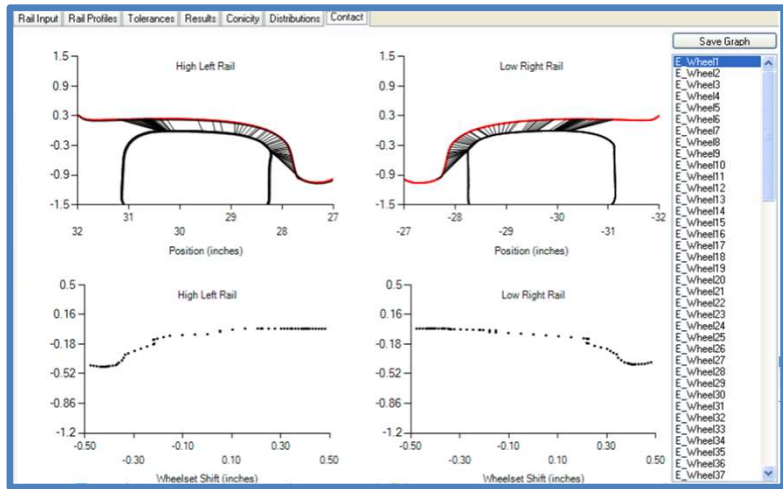 Rail Input Rail Profiles Tolerances Results Conicity Distributions Contact
Save Graph
High Left Rail
1.5
0.9
0.3
-0.3
-0.9
-1.5
32 31 30 29 28 27
Position (inches)
Low Right Rail
1.5
0.9
0.3
-0.3
-0.9
-1.5
-27 -28 -29 -30 -31 -32
Position (inches)
High Left Rail
0.5
0.16
-0.18
-0.52
-0.86
-1.2
-0.50 -0.30 -0.10 0.10 0.30 0.50
Wheelset Shift (inches)
Low Right Rail
0.5
0.16
-0.18
-0.52
-0.86
-1.2
-0.50 -0.30 -0.10 0.10 0.30 0.50
Wheelset Shift (inches)
E_Wheel1
E_Wheel2
E_Wheel3
E_Wheel4
E_Wheel5
E_Wheel6
E_Wheel7
E_Wheel8
E_Wheel9
E_Wheel10
E_Wheel11
E_Wheel12
E_Wheel13
E_Wheel14
E_Wheel15
E_Wheel16
E_Wheel17
E_Wheel18
E_Wheel19
E_Wheel20
E_Wheel21
E_Wheel22
E_Wheel23
E_Wheel24
E_Wheel25
E_Wheel26
E_Wheel27
E_Wheel28
E_Wheel29
E_Wheel30
E_Wheel31
E_Wheel32
E_Wheel33
E_Wheel34
E_Wheel35
E_Wheel36
E_Wheel37